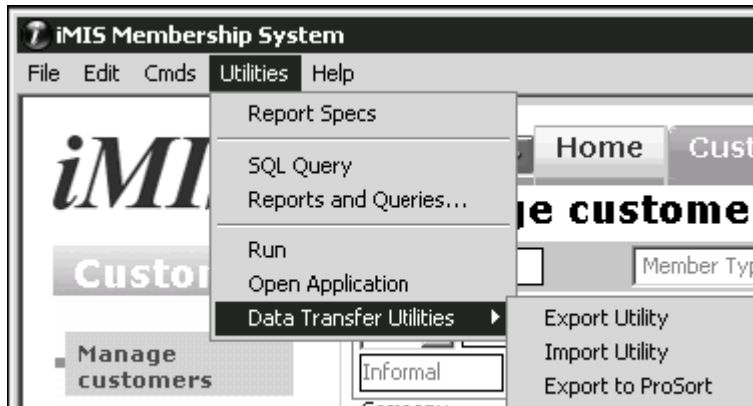 iMIS Membership System
File Edit Cmds Utilities Help
Report Specs
SQL Query
Reports and Queries...
Run
Open Application
Data Transfer Utilities
Export Utility
Import Utility
Export to ProSort
Home
Member
Manage
customers
Informal